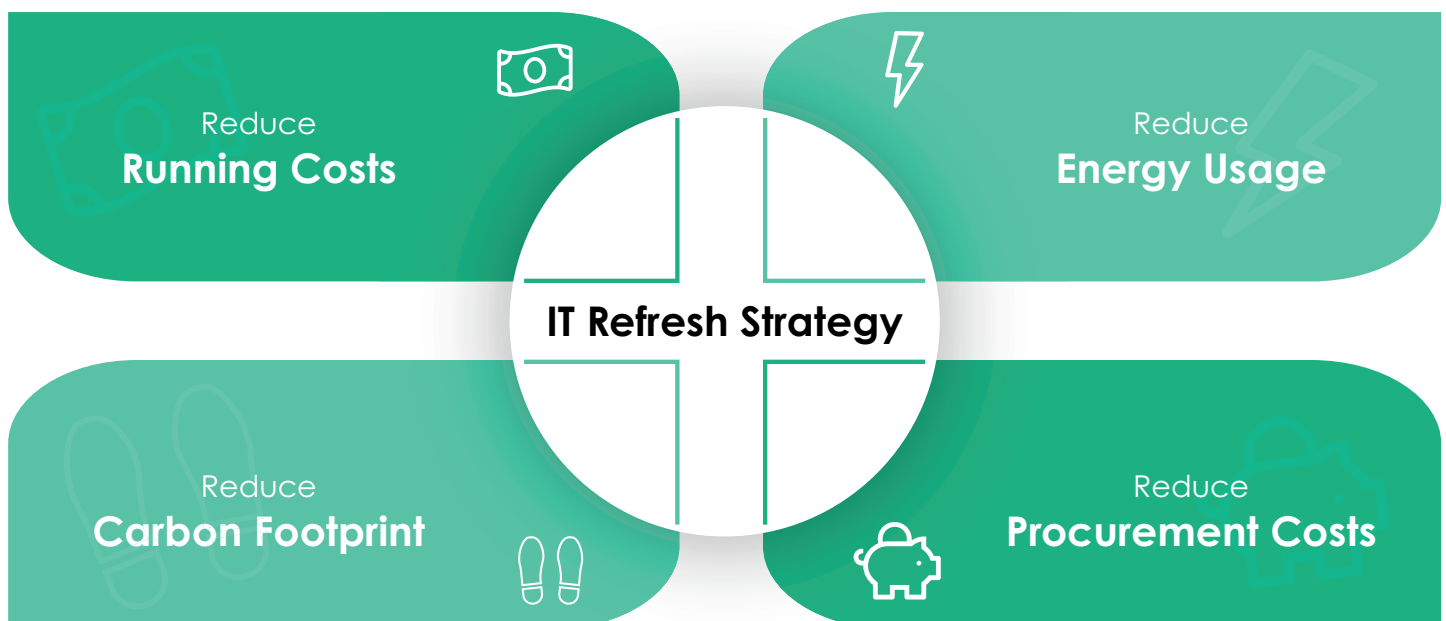 Reduce
Running Costs
Reduce
Energy Usage
IT Refresh Strategy
Reduce
Carbon Footprint
Reduce
Procurement Costs